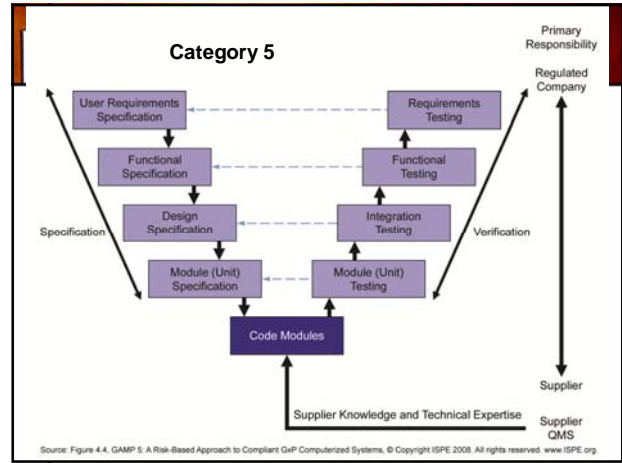 Category 5
Primary
Responsibility
Regulated
Company
User Requirements
Specification
Requirements
Testing
Functional
Specification
Functional
Testing
Design
Specification
Integration
Testing
Specification
Verification
Module (Unit)
Specification
Module (Unit)
Testing
Code Modules
Supplier
Supplier Knowledge and Technical Expertise
Supplier
QMS
Source: Figure 4.4, GAMP 5: A Risk-Based Approach to Compliant GxP Computerized Systems, © Copyright ISPE 2008. All rights reserved. www.ISPE.org.